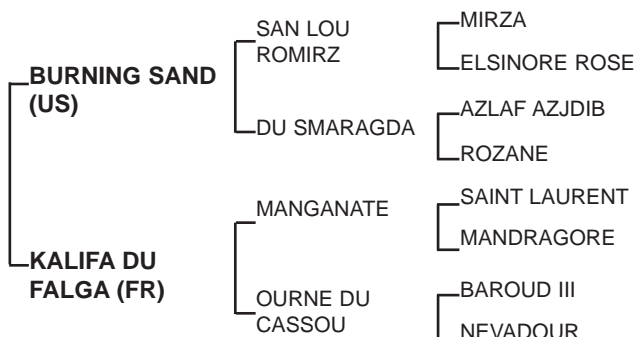 BURNING SAND
(US)
KALIFA DU
FALGA (FR)
SAN LOU
ROMIRZ
DU SMARAGDA
MANGANATE
OURNE DU
CASSOU
MIRZA
ELSINORE ROSE
AZLAF AZJDIB
ROZANE
SAINT LAURENT
MANDRAGORE
BAROUD III
NEVADOUR